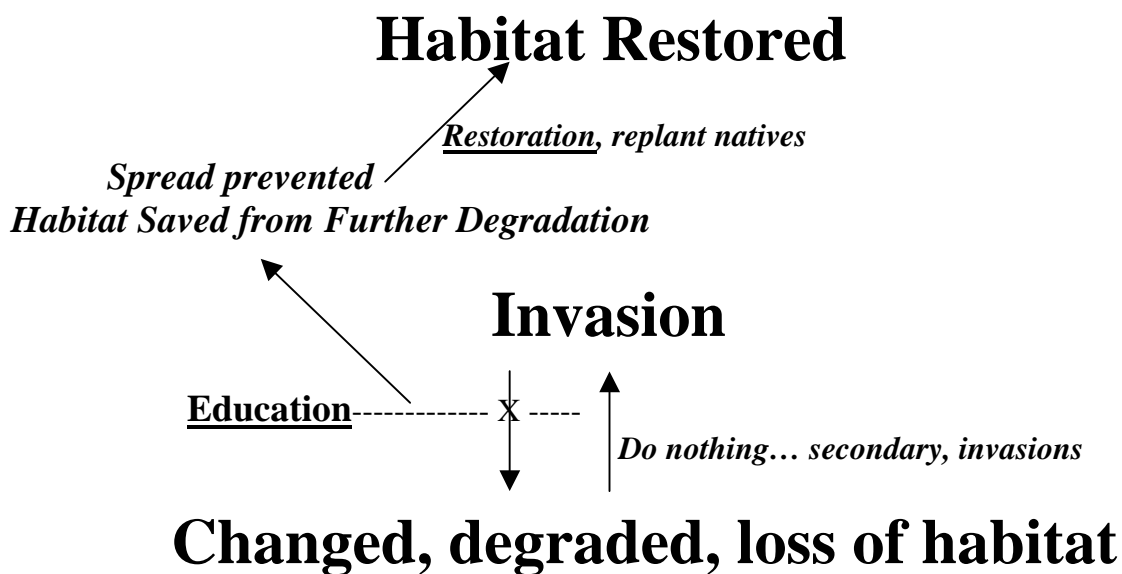 Habitat Restored
Restoration, replant natives
Spread prevented
Habitat Saved from Further Degradation
Invasion
Education------------- X -----
Do nothing… secondary, invasions
Changed, degraded, loss of habitat